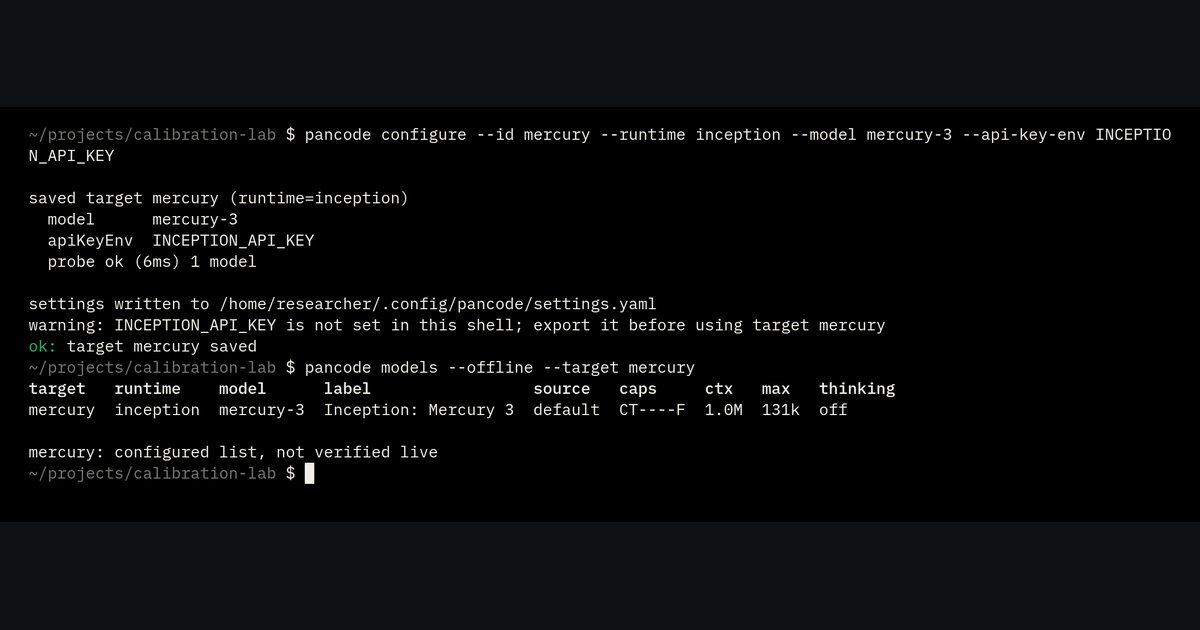 ~/projects/calibration-lab $ pancode configure --id mercury --runtime inception --model mercury-3 --api-key-env INCEPTIO
N_API_KEY
saved target mercury (runtime=inception)
model      mercury-3
apiKeyEnv  INCEPTION_API_KEY
probe ok (6ms) 1 model
settings written to /home/researcher/.config/pancode/settings.yaml
warning: INCEPTION_API_KEY is not set in this shell; export it before using target mercury
ok: target mercury saved
~/projects/calibration-lab $ pancode models --offline --target mercury
target   runtime    model      label                 source   caps     ctx   max   thinking
mercury  inception  mercury-3  Inception: Mercury 3  default  CT----F  1.0M  131k  off
mercury: configured list, not verified live
~/projects/calibration-lab $